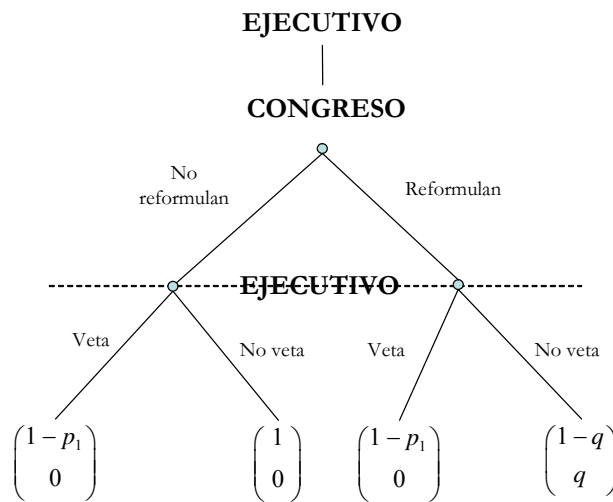 EJECUTIVO
CONGRESO
No
reformulan
Reformulan
EJECUTIVO
Veta
No veta
Veta
No veta
(1 − p₁
0)
(1
0)
(1 − p₁
0)
(1 − q
q)